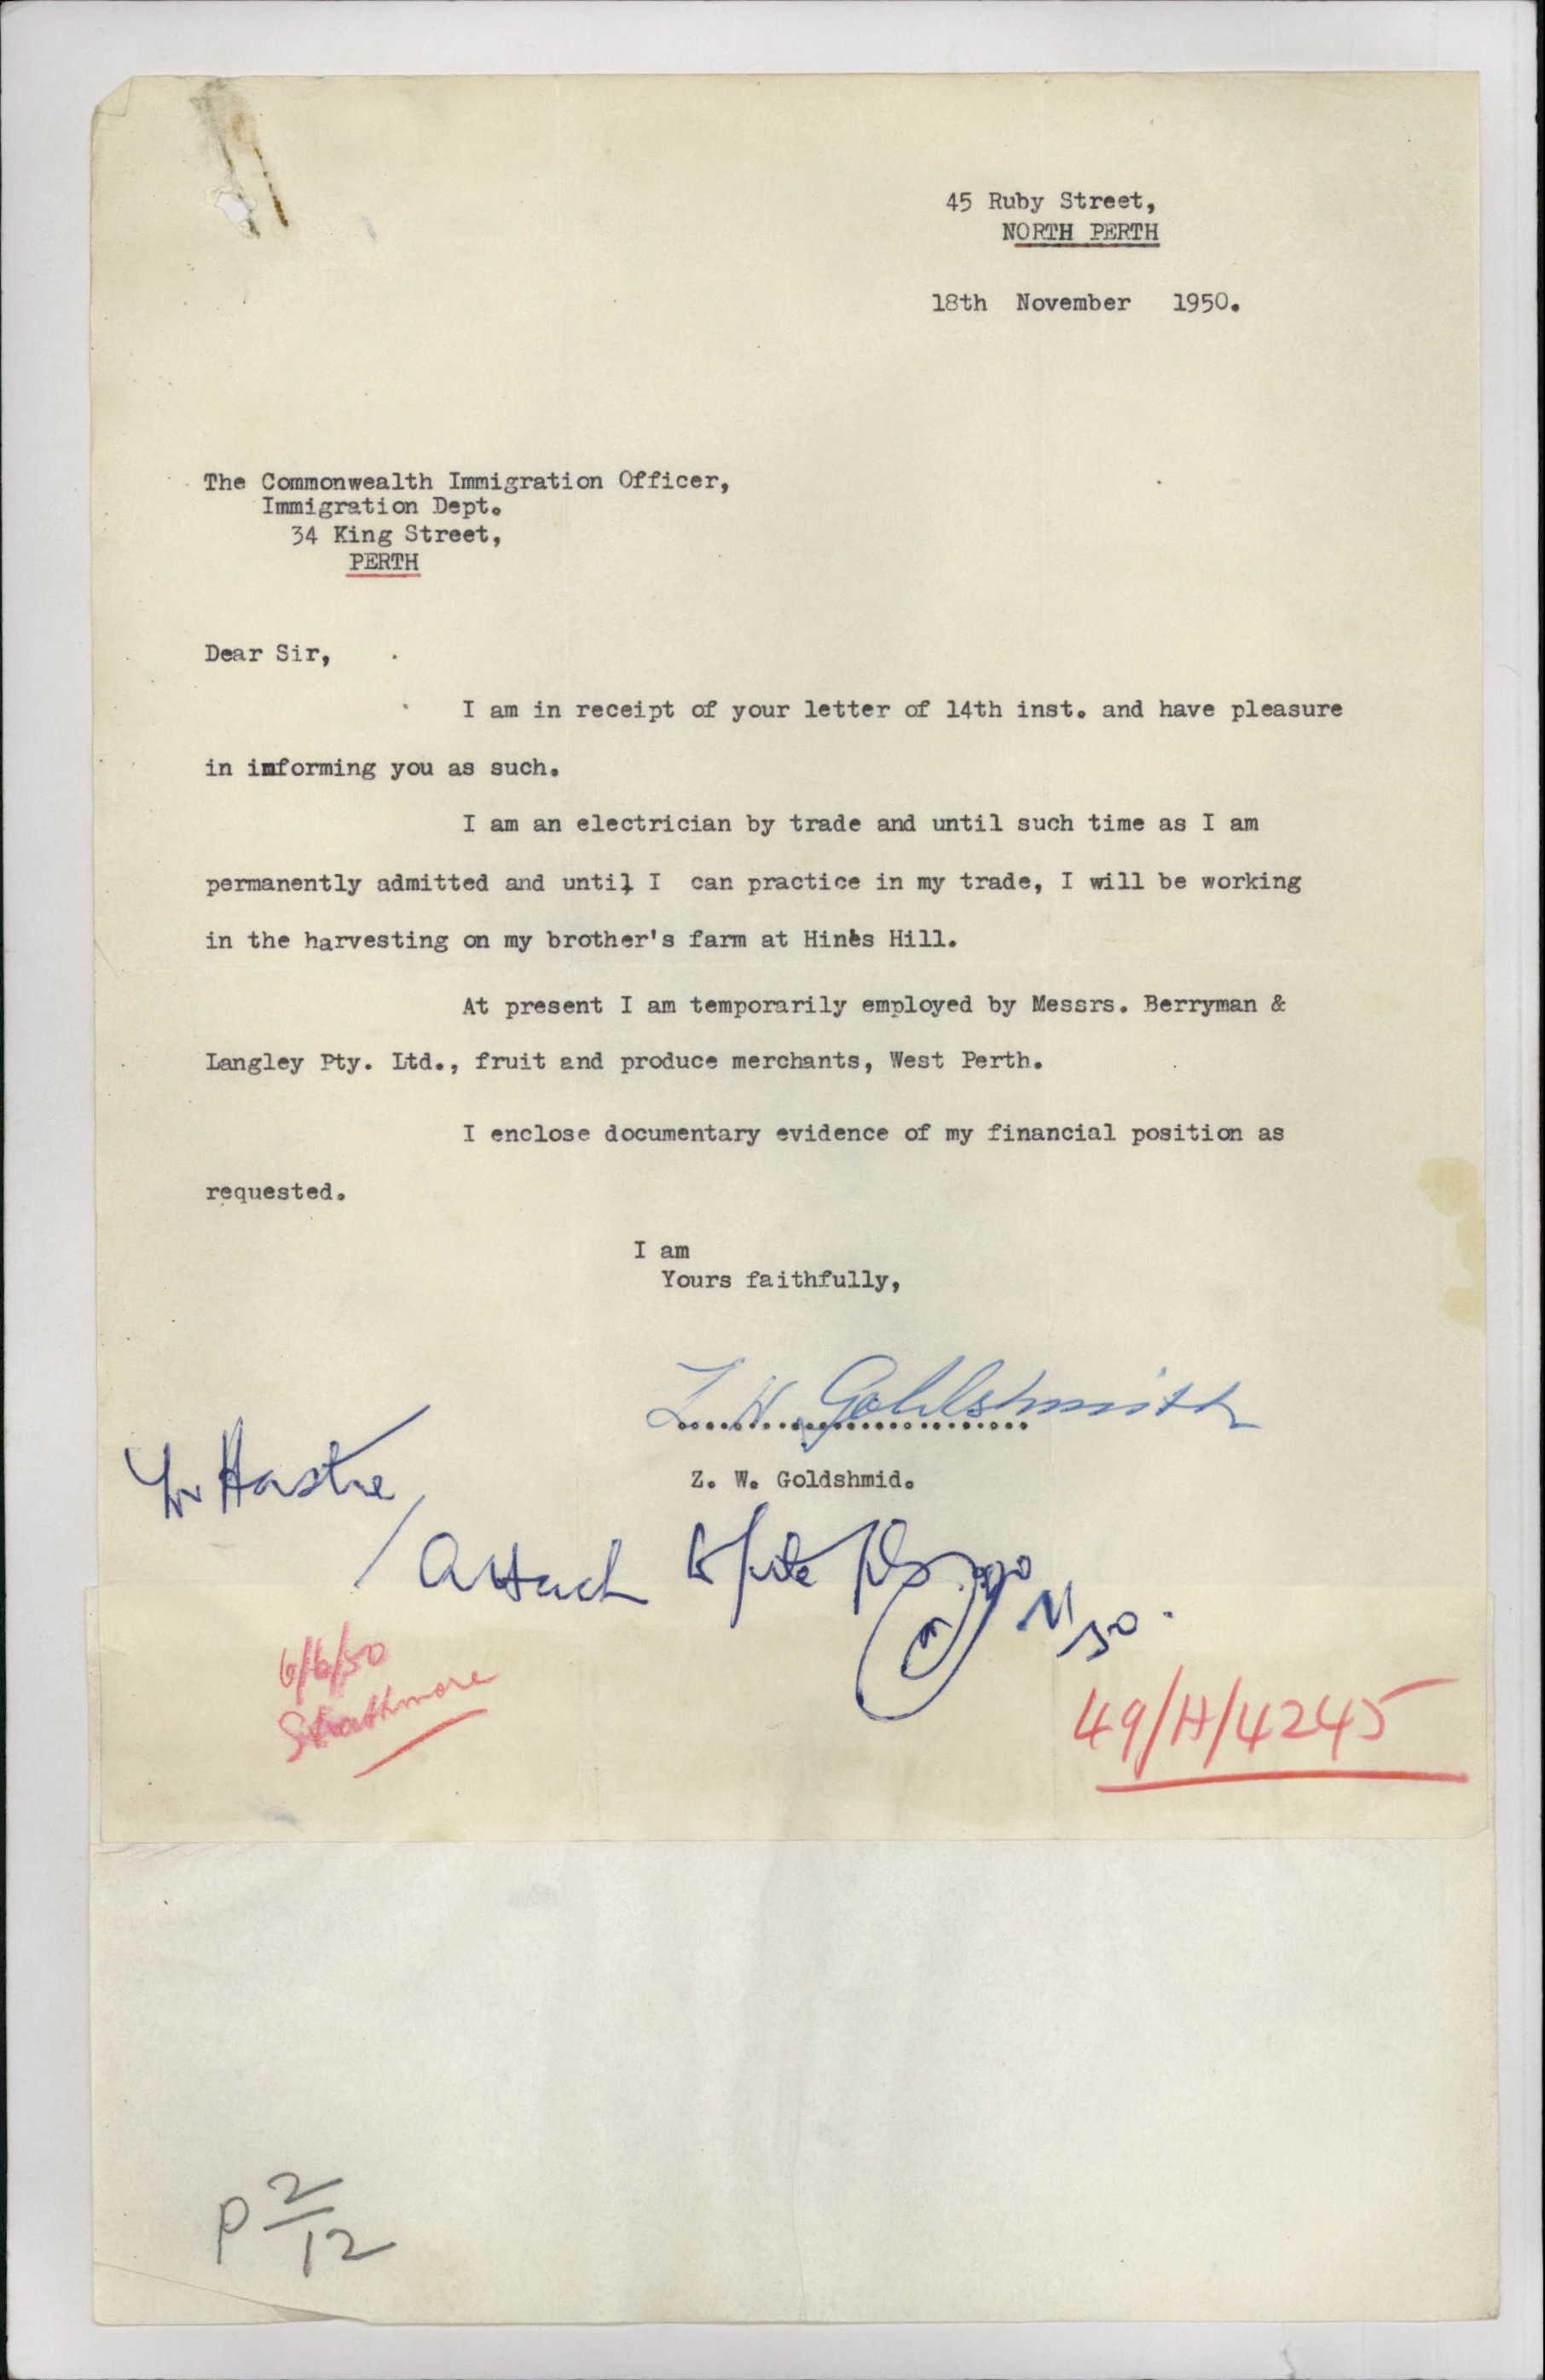 45 Ruby Street,
NORTH PERTH
18th November 1950.
The Commonwealth Immigration Officer,
Immigration Dept.
34 King Street,
PERTH
Dear Sir,
I am in receipt of your letter of 14th inst. and have pleasure
in informing you as such.
I am an electrician by trade and until such time as I am
permanently admitted and until I can practice in my trade, I will be working
in the harvesting on my brother's farm at Hines Hill.
At present I am temporarily employed by Messrs. Berryman &
Langley Pty. Ltd., fruit and produce merchants, West Perth.
I enclose documentary evidence of my financial position as
requested.
I am
Yours faithfully,
Goldshmith
Z. W. Goldshmid.
Attach
6/6/50
Strathmore
49/H/4245
P 2/12